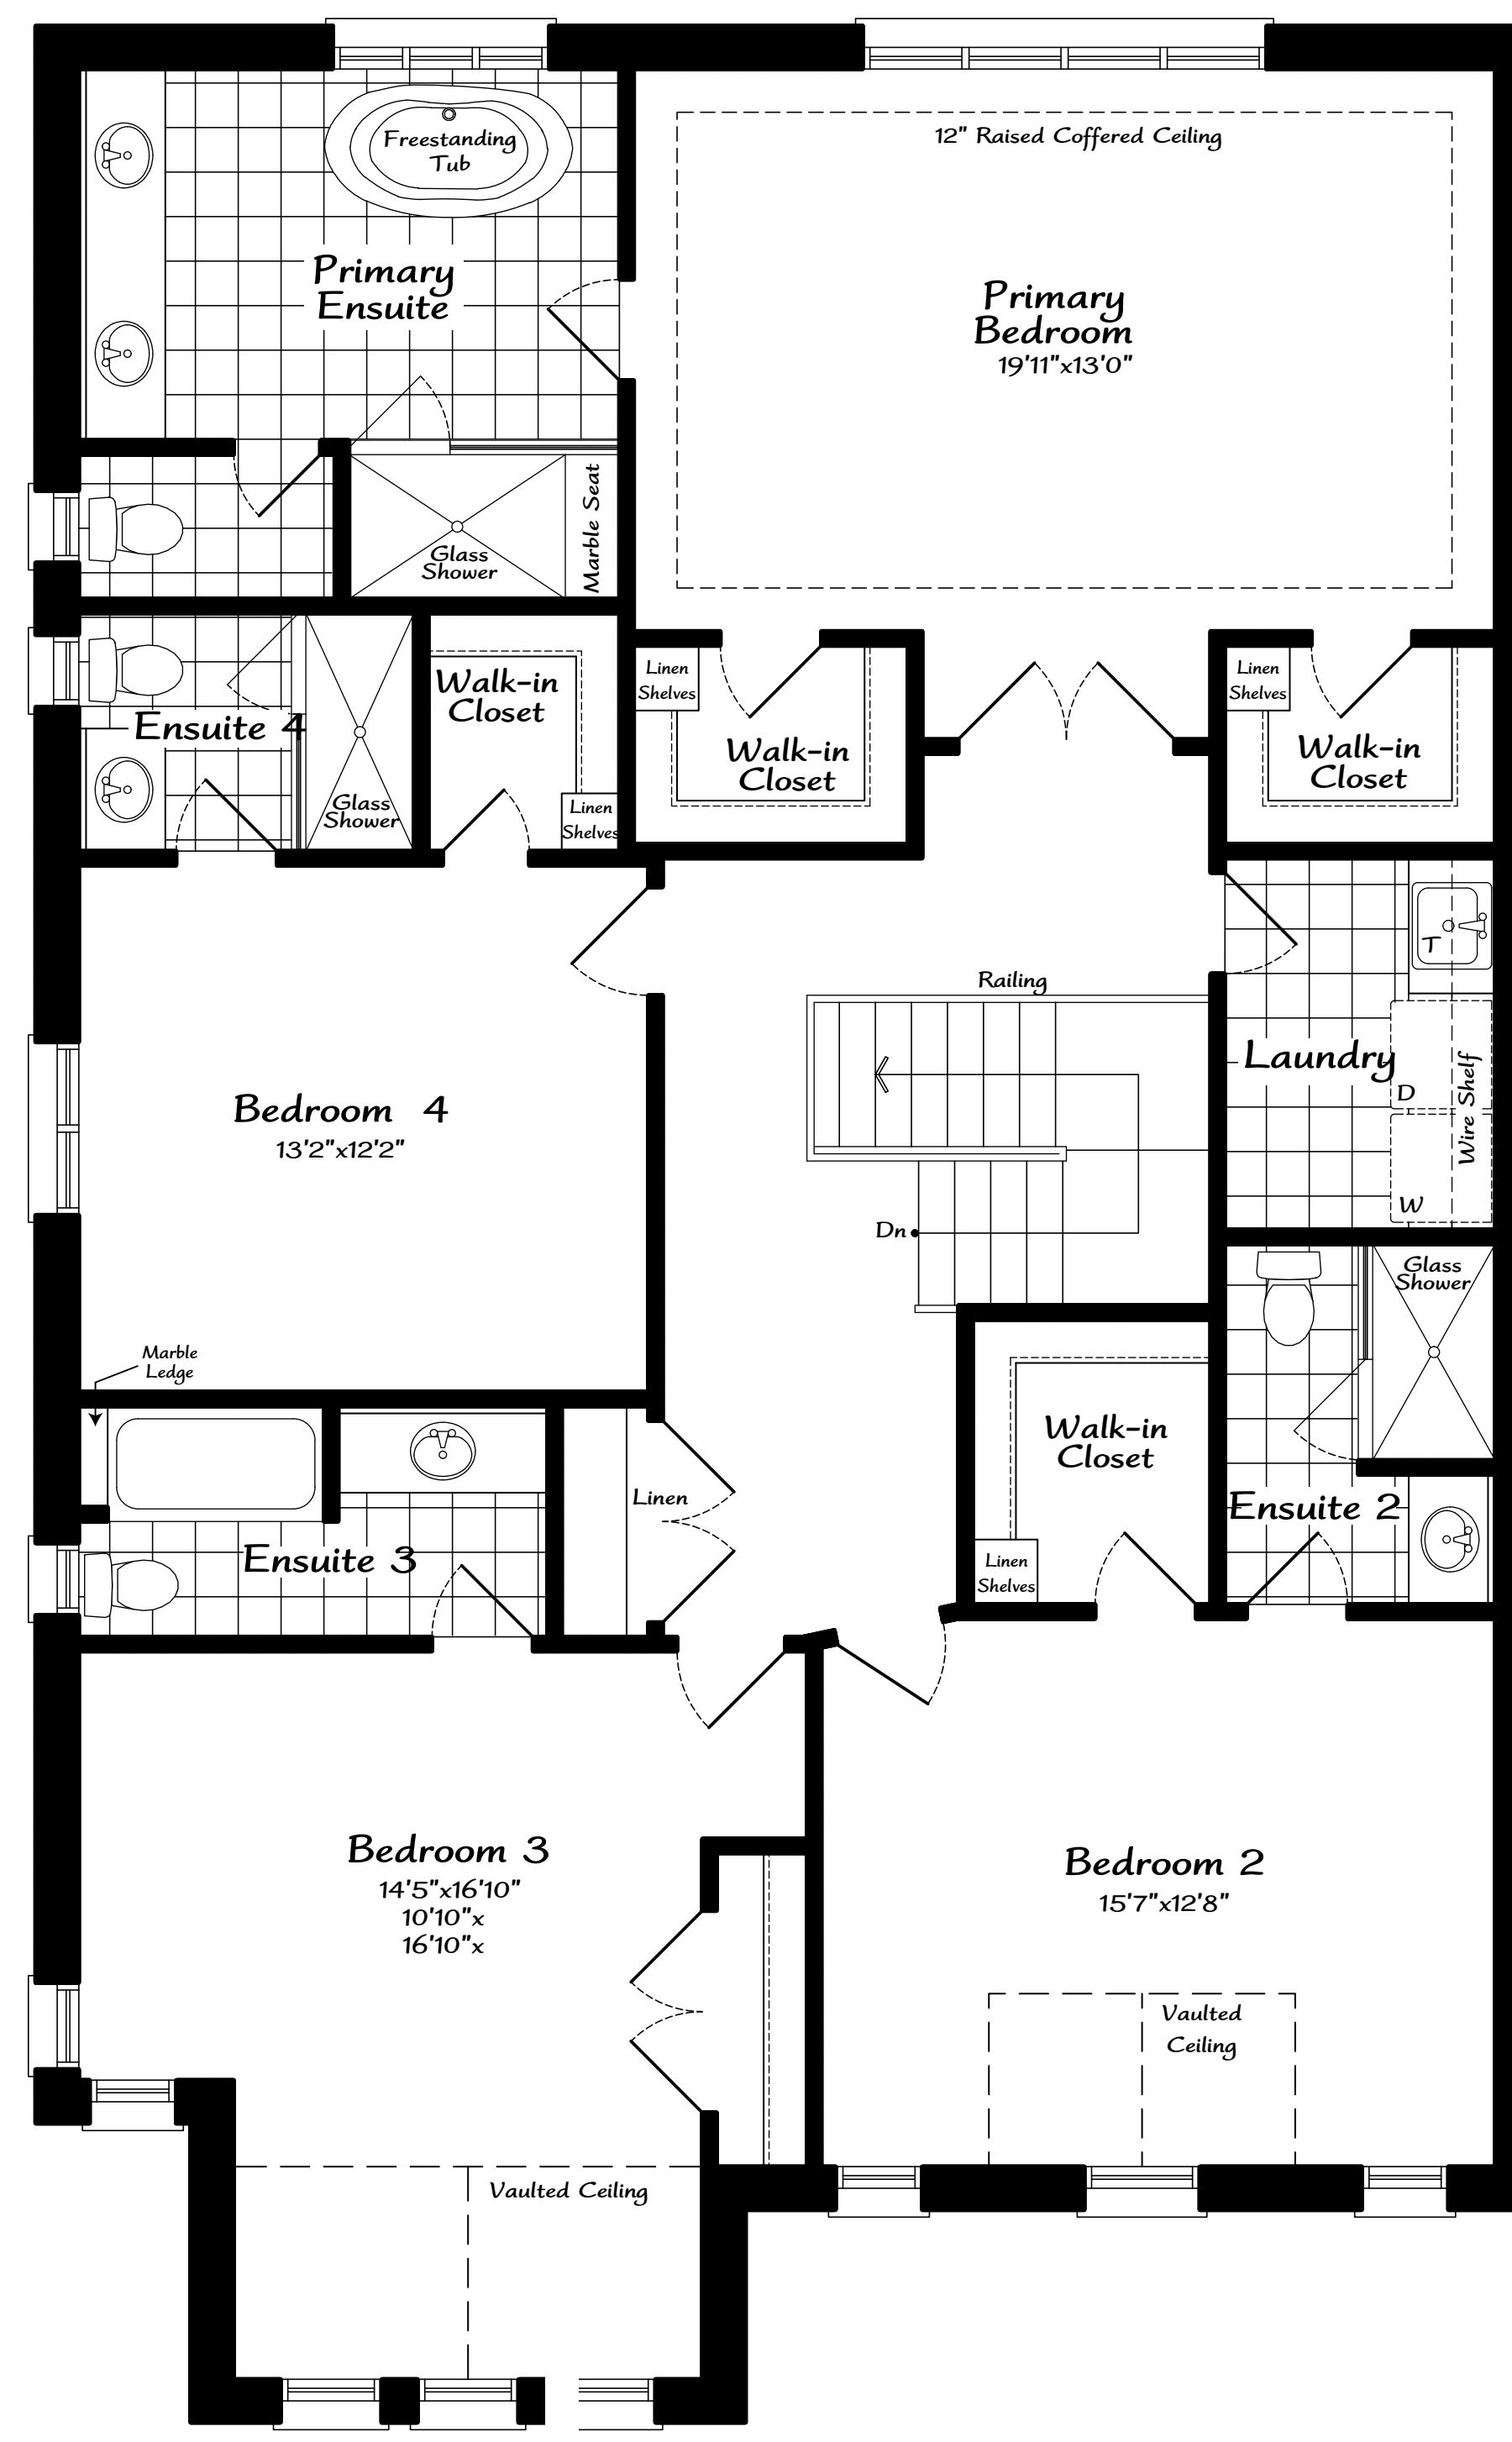 Freestanding
Tub
12" Raised Coffered Ceiling
Primary
Ensuite
Primary
Bedroom
19'11"x13'0"
Marble Seat
Glass
Shower
Ensuite 4
Glass
Shower
Walk-in
Closet
Linen
Shelves
Linen
Shelves
Walk-in
Closet
Linen
Shelves
Walk-in
Closet
T
Railing
Laundry
D
Wire Shelf
W
Bedroom 4
13'2"x12'2"
Dn
Glass
Shower
Marble
Ledge
Walk-in
Closet
Linen
Ensuite 2
Ensuite 3
Linen
Shelves
Bedroom 3
14'5"x16'10"
10'10"x
16'10"x
Bedroom 2
15'7"x12'8"
Vaulted
Ceiling
Vaulted Ceiling